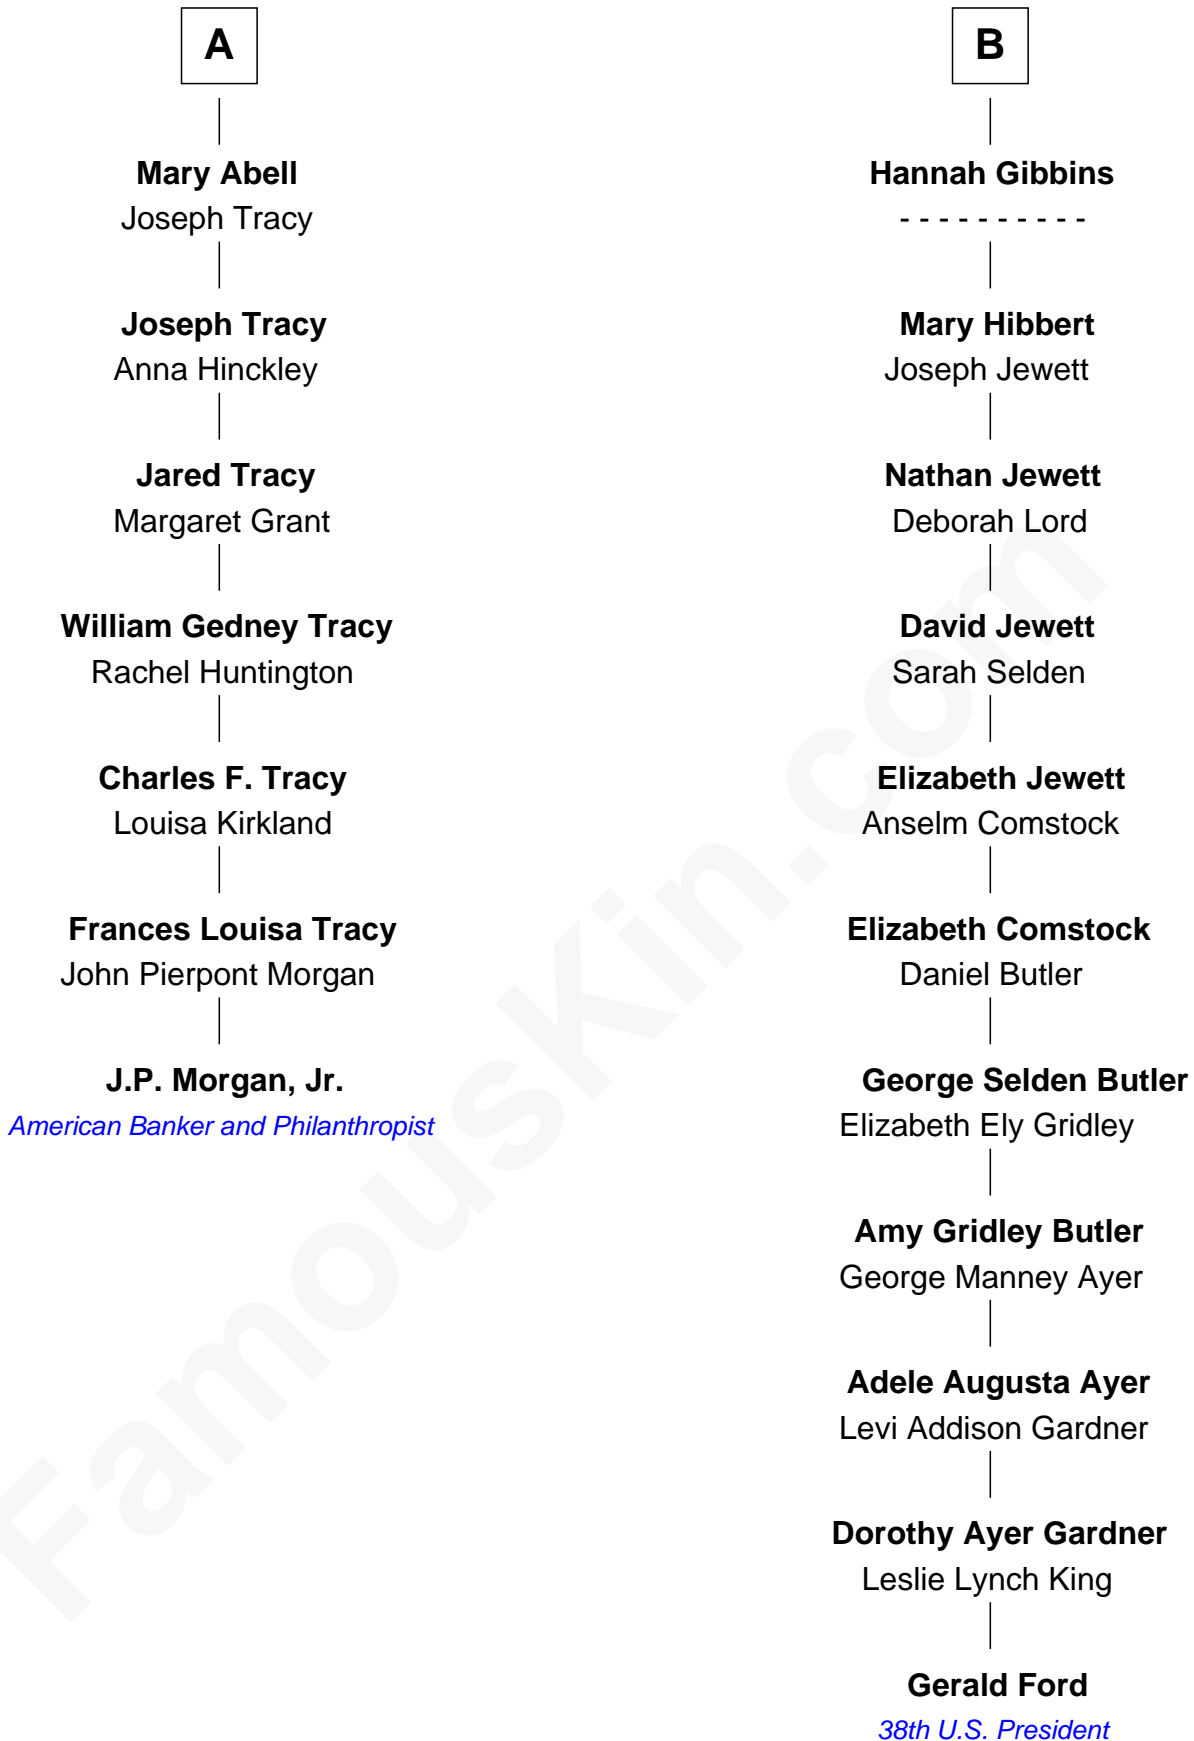 A
Mary Abell
Joseph Tracy
Joseph Tracy
Anna Hinckley
Jared Tracy
Margaret Grant
William Gedney Tracy
Rachel Huntington
Charles F. Tracy
Louisa Kirkland
Frances Louisa Tracy
John Pierpont Morgan
J.P. Morgan, Jr.
American Banker and Philanthropist
B
Hannah Gibbins
- - - - - - - - - -
Mary Hibbert
Joseph Jewett
Nathan Jewett
Deborah Lord
David Jewett
Sarah Selden
Elizabeth Jewett
Anselm Comstock
Elizabeth Comstock
Daniel Butler
George Selden Butler
Elizabeth Ely Gridley
Amy Gridley Butler
George Manney Ayer
Adele Augusta Ayer
Levi Addison Gardner
Dorothy Ayer Gardner
Leslie Lynch King
Gerald Ford
38th U.S. President
FamousKin.com